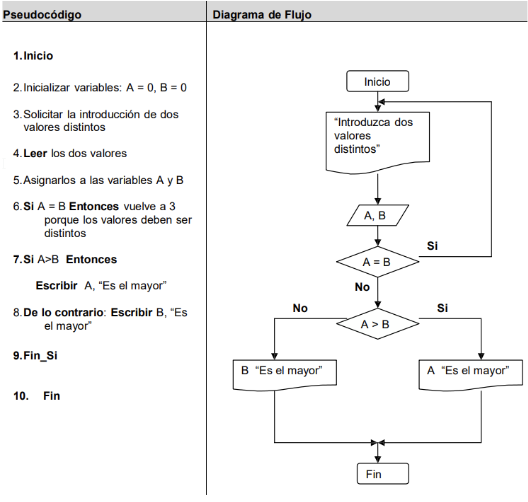 Pseudocódigo
Diagrama de Flujo
1.Inicio
2.Inicializar variables: A = 0, B = 0
3.Solicitar la introducción de dos
valores distintos
4.Leer los dos valores
5.Asignarlos a las variables A y B
6.Si A = B Entonces vuelve a 3
porque los valores deben ser
distintos
7.Si A>B Entonces
Escribir A, “Es el mayor”
8.De lo contrario: Escribir B, “Es
el mayor”
9.Fin_Si
10. Fin
Inicio
“Introduzca dos
valores
distintos”
A, B
Si
A = B
No
No
Si
A > B
B “Es el mayor”
A “Es el mayor”
Fin